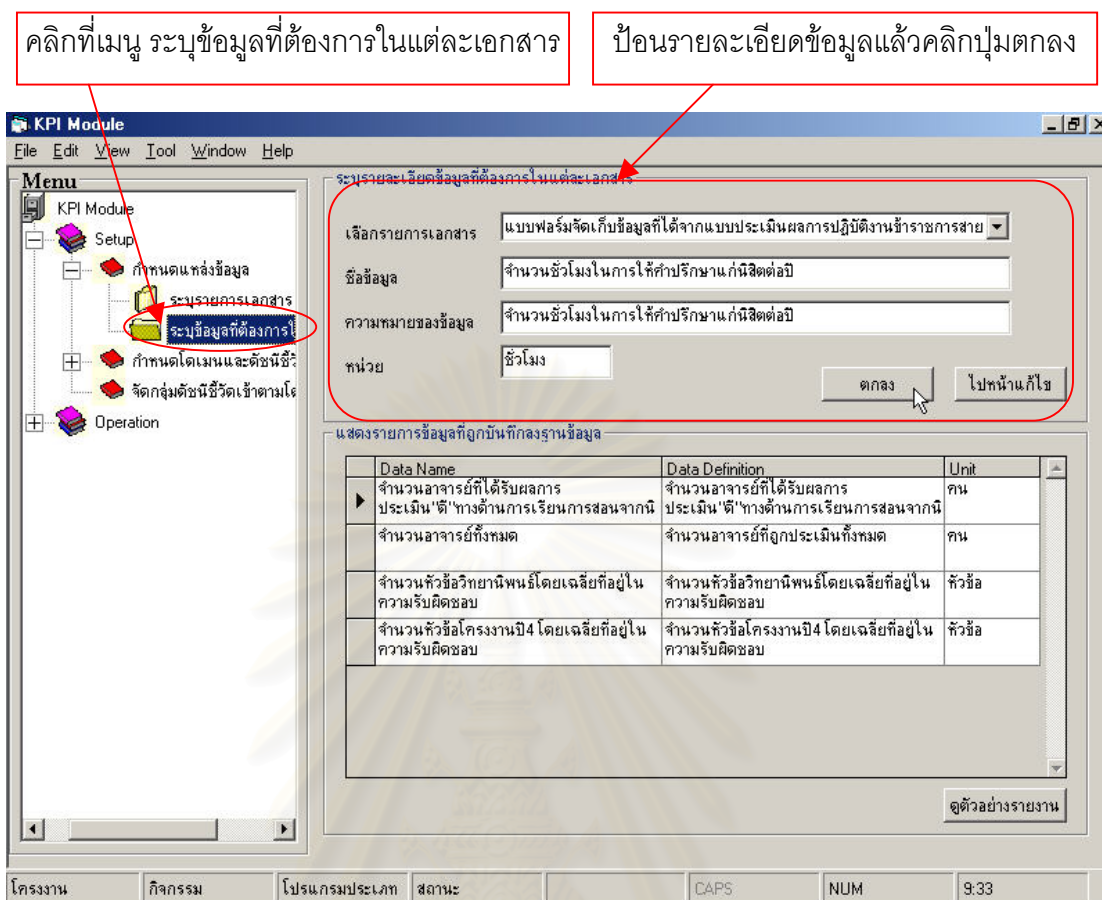 คลิกที่เมนู ระบุข้อมูลที่ต้องการในแต่ละเอกสาร
ป้อนรายละเอียดข้อมูลแล้วคลิกปุ่มตกลง
KPI Module
File Edit View Tool Window Help
Menu
KPI Module
Setup
กำหนดแหล่งข้อมูล
ระบุรายการเอกสาร
ระบุข้อมูลที่ต้องการใ
กำหนดโดเมนและดัชนีชี้วั
จัดกลุ่มดัชนีชี้วัดเข้าตามโด
Operation
ระบุรายละเอียดข้อมูลที่ต้องการในแต่ละเอกสาร
เลือกรายการเอกสาร
แบบฟอร์มจัดเก็บข้อมูลที่ได้จากแบบประเมินผลการปฏิบัติงานข้าราชการสาย
ชื่อข้อมูล
จำนวนชั่วโมงในการให้คำปรึกษาแก่นิสิตต่อปี
ความหมายของข้อมูล
จำนวนชั่วโมงในการให้คำปรึกษาแก่นิสิตต่อปี
หน่วย
ชั่วโมง
ตกลง
ไปหน้าแก้ไข
แสดงรายการข้อมูลที่ถูกบันทึกลงฐานข้อมูล
Data Name Data Definition Unit
จำนวนอาจารย์ที่ได้รับผลการ
ประเมิน"ดี"ทางด้านการเรียนการสอนจากนิ
จำนวนอาจารย์ที่ได้รับผลการ
ประเมิน"ดี"ทางด้านการเรียนการสอนจากนิ
คน
จำนวนอาจารย์ทั้งหมด
จำนวนอาจารย์ที่ถูกประเมินทั้งหมด
คน
จำนวนหัวข้อวิทยานิพนธ์โดยเฉลี่ยที่อยู่ใน
ความรับผิดชอบ
จำนวนหัวข้อวิทยานิพนธ์โดยเฉลี่ยที่อยู่ใน
ความรับผิดชอบ
หัวข้อ
จำนวนหัวข้อโครงงานปี4 โดยเฉลี่ยที่อยู่ใน
ความรับผิดชอบ
จำนวนหัวข้อโครงงานปี4 โดยเฉลี่ยที่อยู่ใน
ความรับผิดชอบ
หัวข้อ
ดูตัวอย่างรายงาน
โครงงาน กิจกรรม โปรแกรมประเภท สถานะ CAPS NUM 9:33